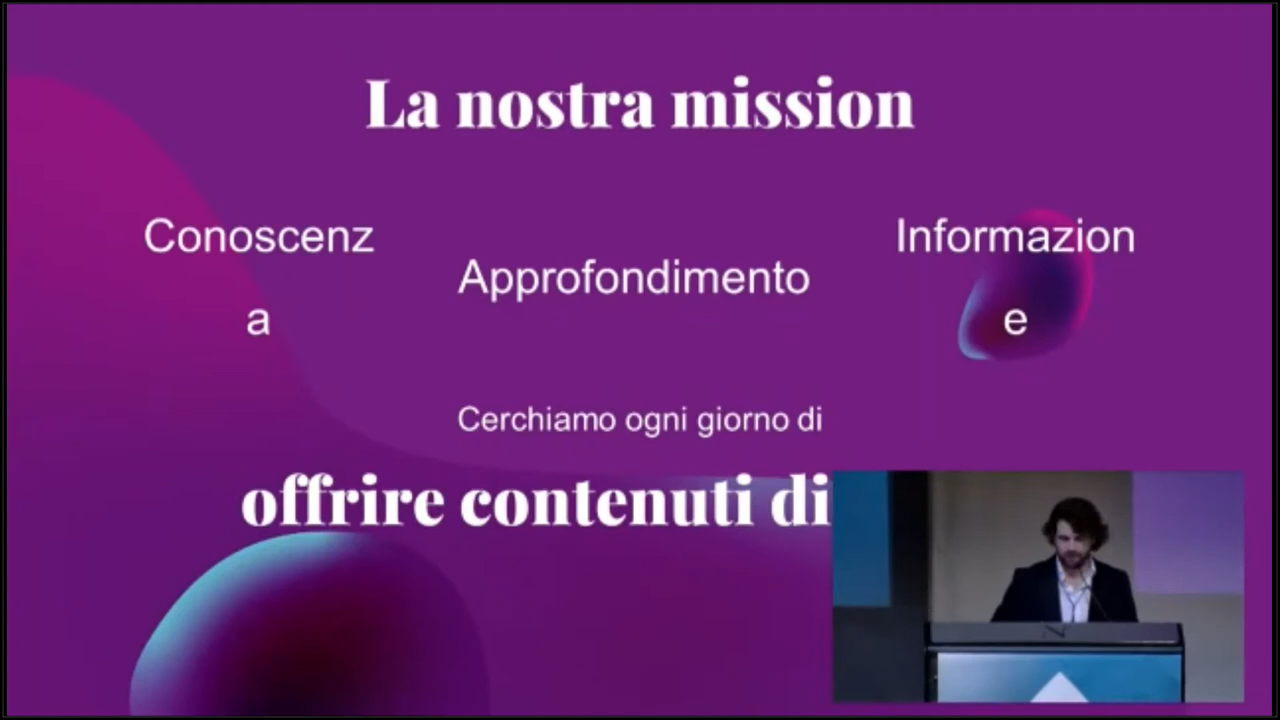 La nostra mission
Conoscenz
a
Approfondimento
Informazion
e
Cerchiamo ogni giorno di
offrire contenuti di
N